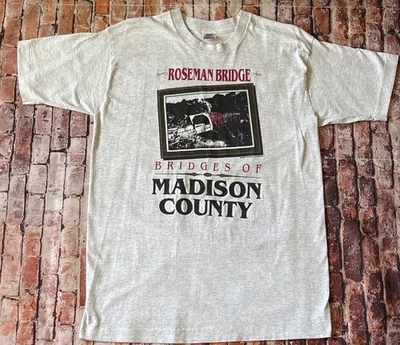 ROSEMAN BRIDGE
BRIDGES OF
MADISON
COUNTY